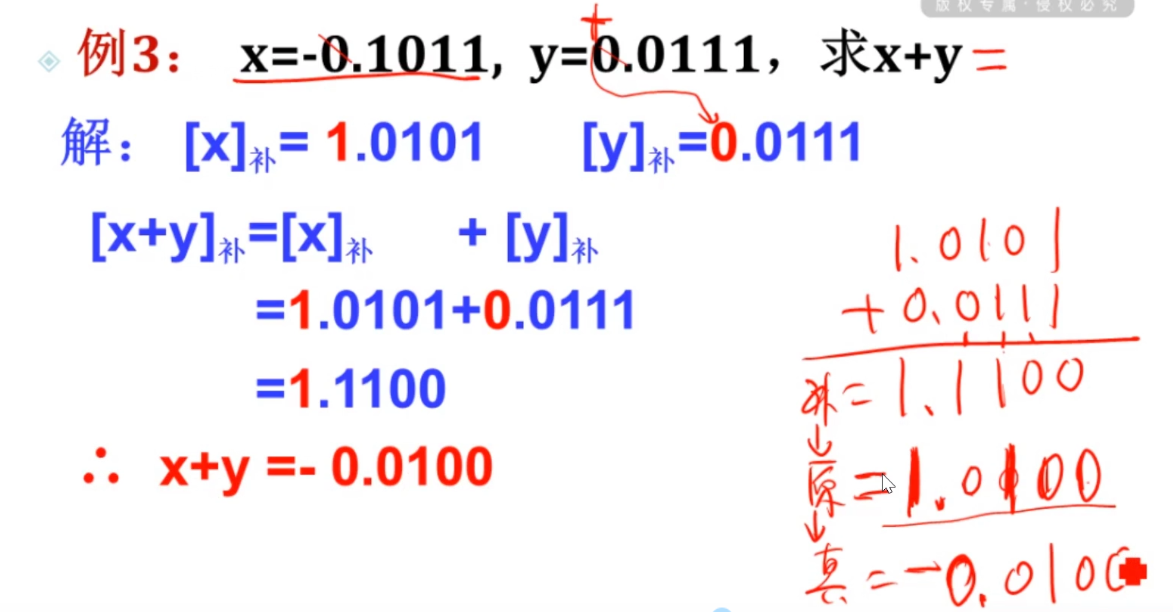 版权专属·侵权必究
例3： x=-0.1011, y=0.0111，求x+y =
+
解： [x]补= 1.0101 [y]补=0.0111
[x+y]补=[x]补 + [y]补
=1.0101+0.0111
=1.1100
∴ x+y =- 0.0100
1.0101
+ 0.0111
补=1.1100
↓
原=1.0100
↓
真=-0.0100